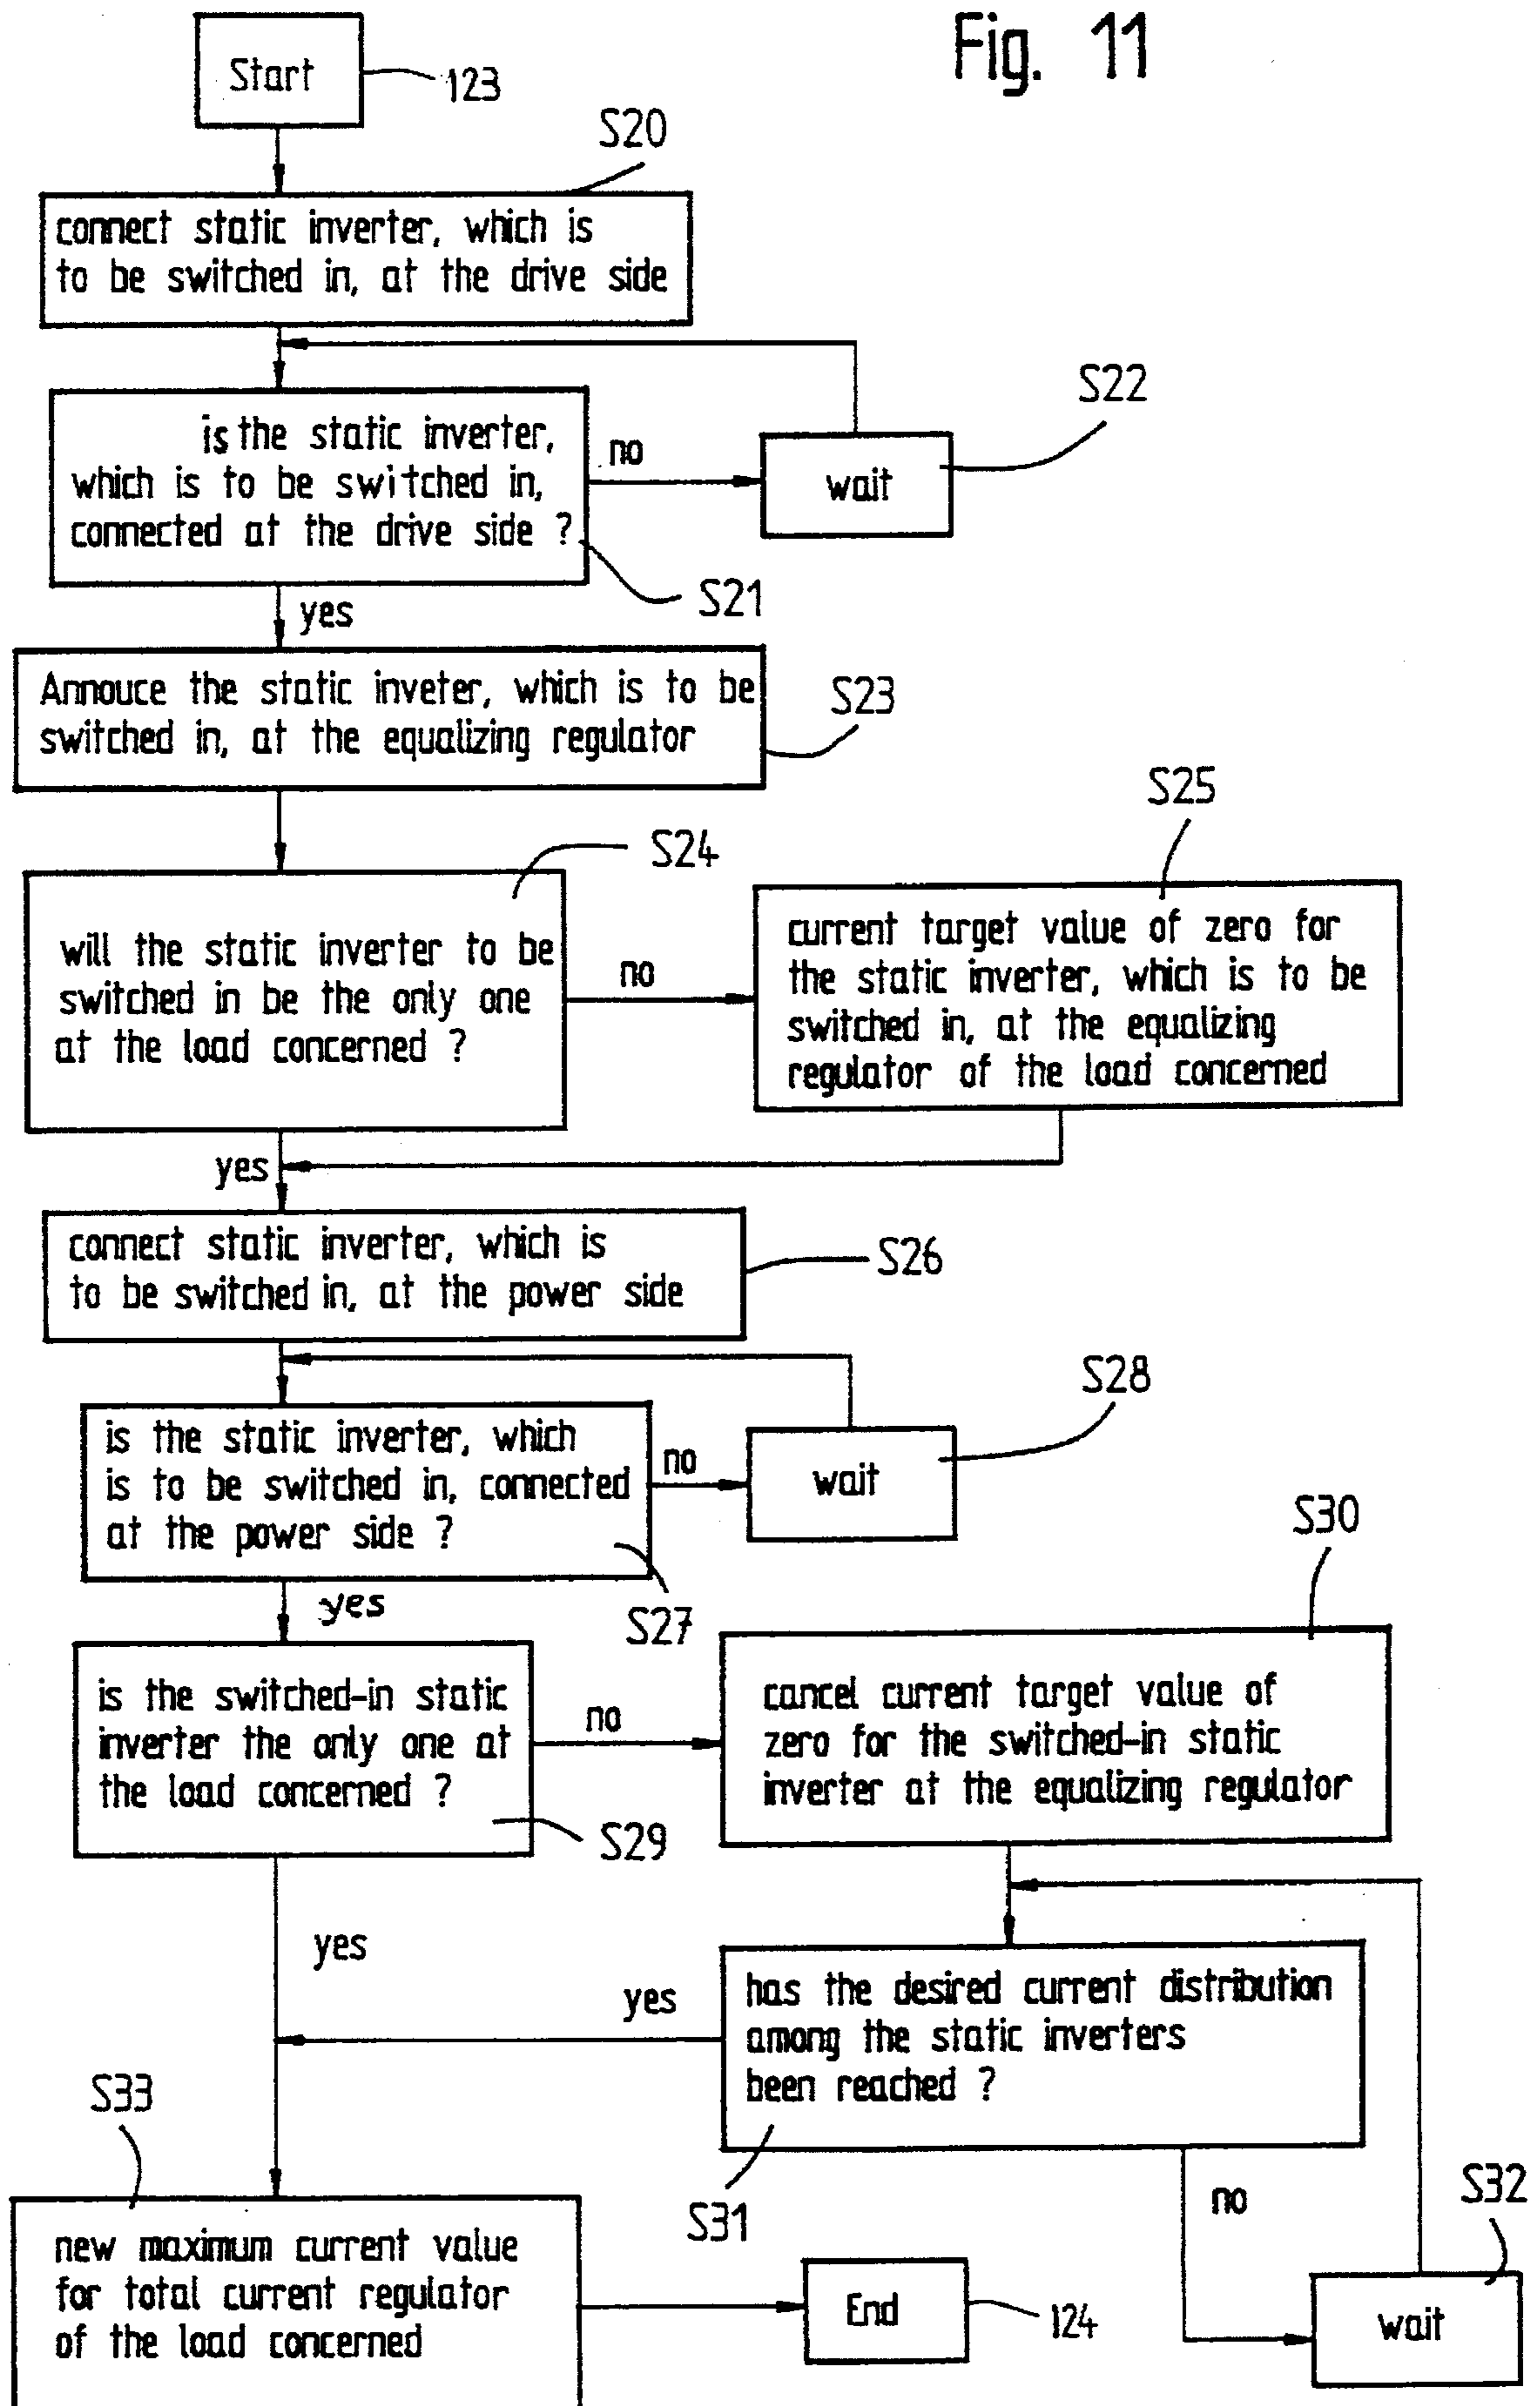 Fig. 11
Start
123
S20
connect static inverter, which is
to be switched in, at the drive side
S22
is the static inverter,
which is to be switched in,
connected at the drive side ?
no
wait
S21
yes
Annouce the static inveter, which is to be
switched in, at the equalizing regulator
S23
S25
S24
will the static inverter to be
switched in be the only one
at the load concerned ?
no
current target value of zero for
the static inverter, which is to be
switched in, at the equalizing
regulator of the load concerned
yes
connect static inverter, which is
to be switched in, at the power side
S26
S28
is the static inverter, which
is to be switched in, connected
at the power side ?
no
wait
S30
yes
S27
is the switched-in static
inverter the only one at
the load concerned ?
no
cancel current target value of
zero for the switched-in static
inverter at the equalizing regulator
S29
yes
yes
has the desired current distribution
among the static inverters
been reached ?
S33
S31
no
S32
new maximum current value
for total current regulator
of the load concerned
End
124
wait